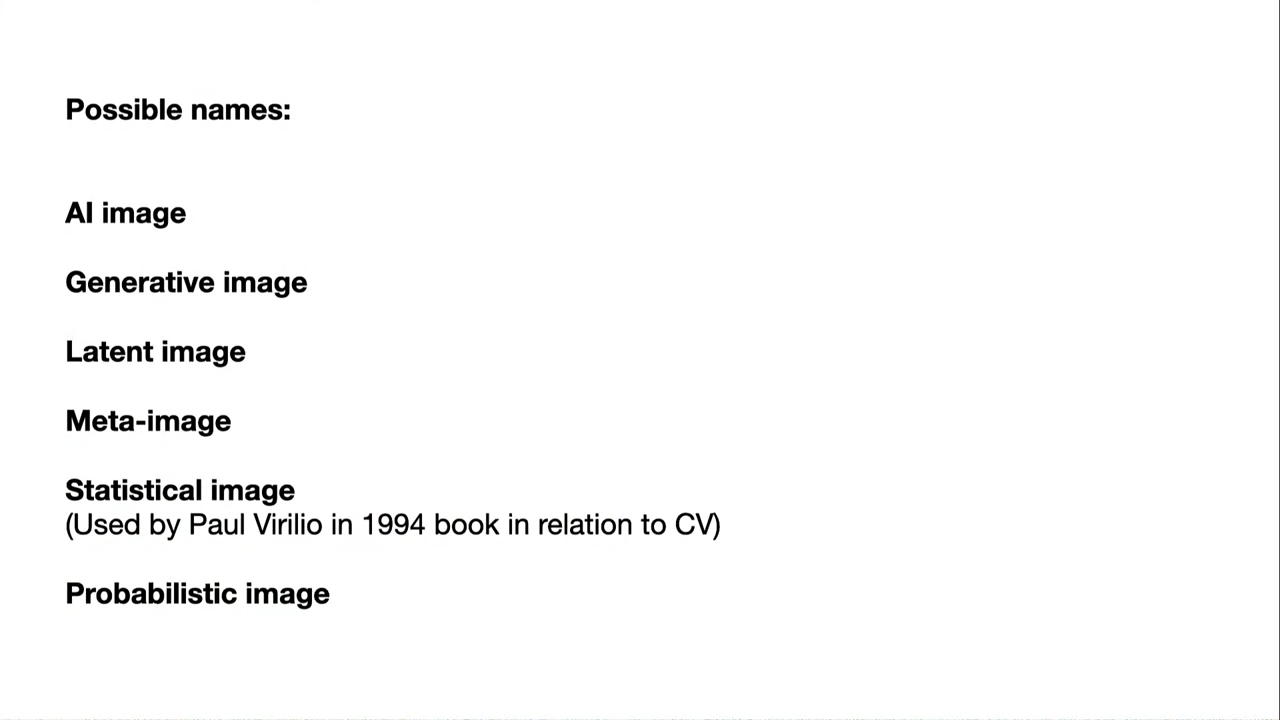 Possible names:
AI image
Generative image
Latent image
Meta-image
Statistical image
(Used by Paul Virilio in 1994 book in relation to CV)
Probabilistic image